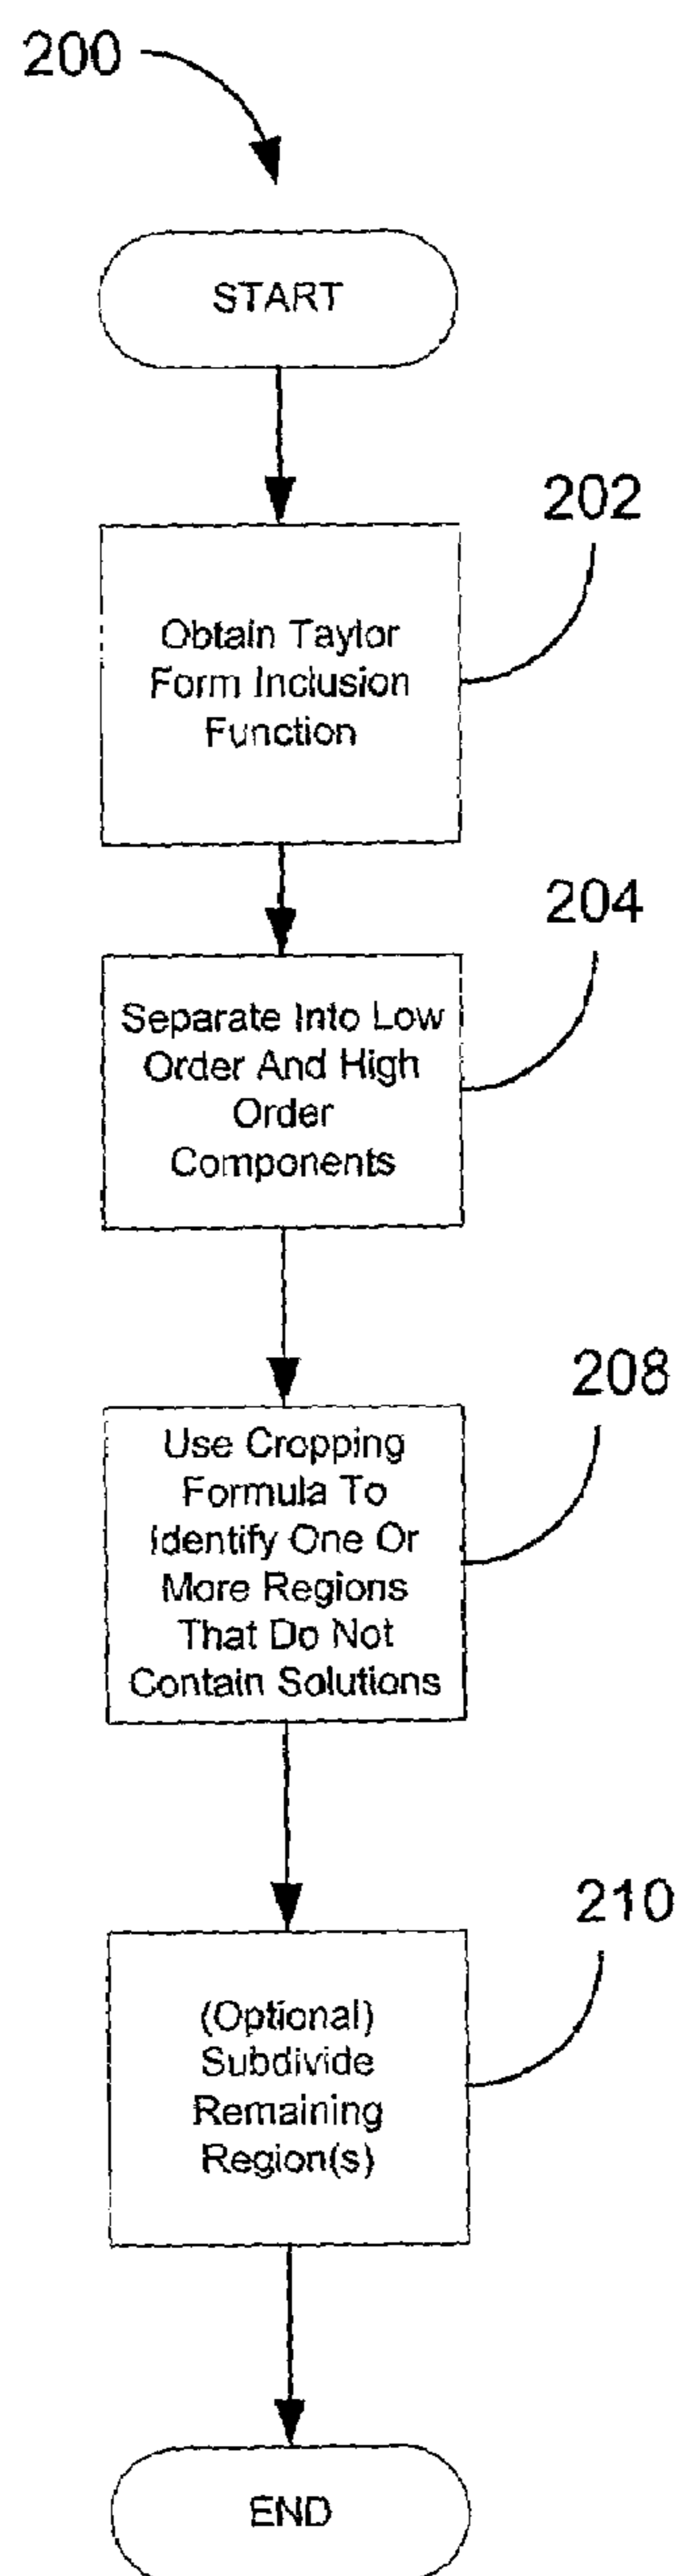 200
START
202
Obtain Taylor
Form Inclusion
Function
204
Separate Into Low
Order And High
Order
Components
208
Use Cropping
Formula To
Identify One Or
More Regions
That Do Not
Contain Solutions
210
(Optional)
Subdivide
Remaining
Region(s)
END